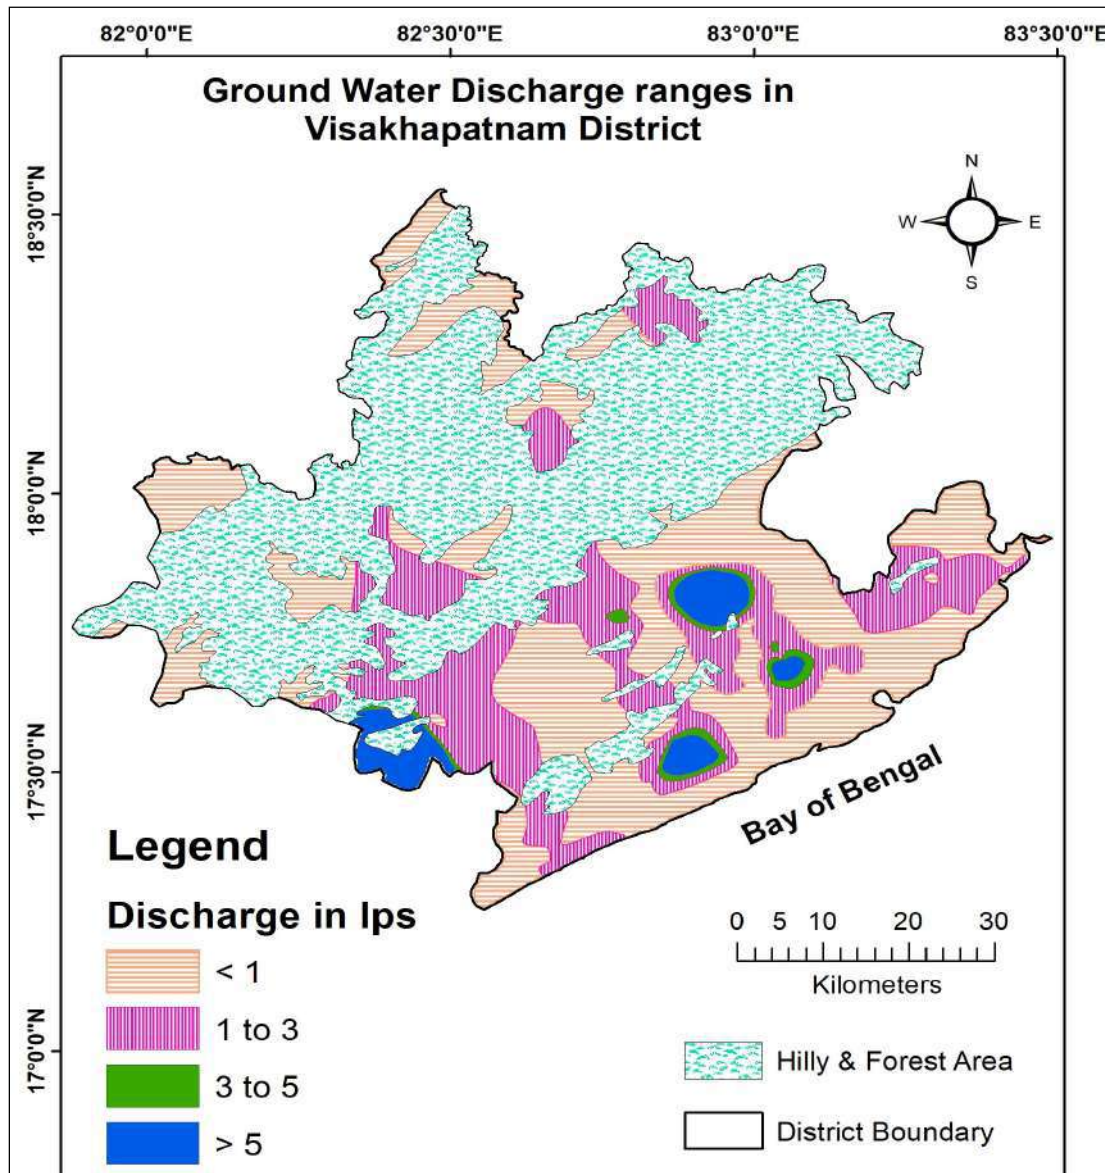 82°0'0"E 82°30'0"E 83°0'0"E 83°30'0"E
Ground Water Discharge ranges in
Visakhapatnam District
N
W E
S
18°30'0"N
18°0'0"N
17°30'0"N
17°0'0"N
Bay of Bengal
Legend
Discharge in lps
< 1
1 to 3
3 to 5
> 5
0 5 10 20 30
Kilometers
Hilly & Forest Area
District Boundary